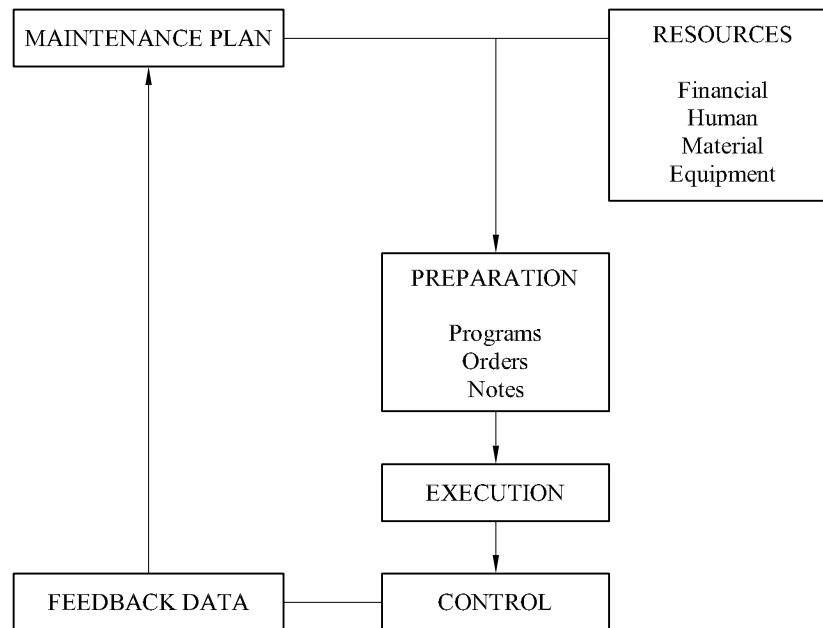 MAINTENANCE PLAN
RESOURCES
Financial
Human
Material
Equipment
PREPARATION
Programs
Orders
Notes
EXECUTION
FEEDBACK DATA
CONTROL